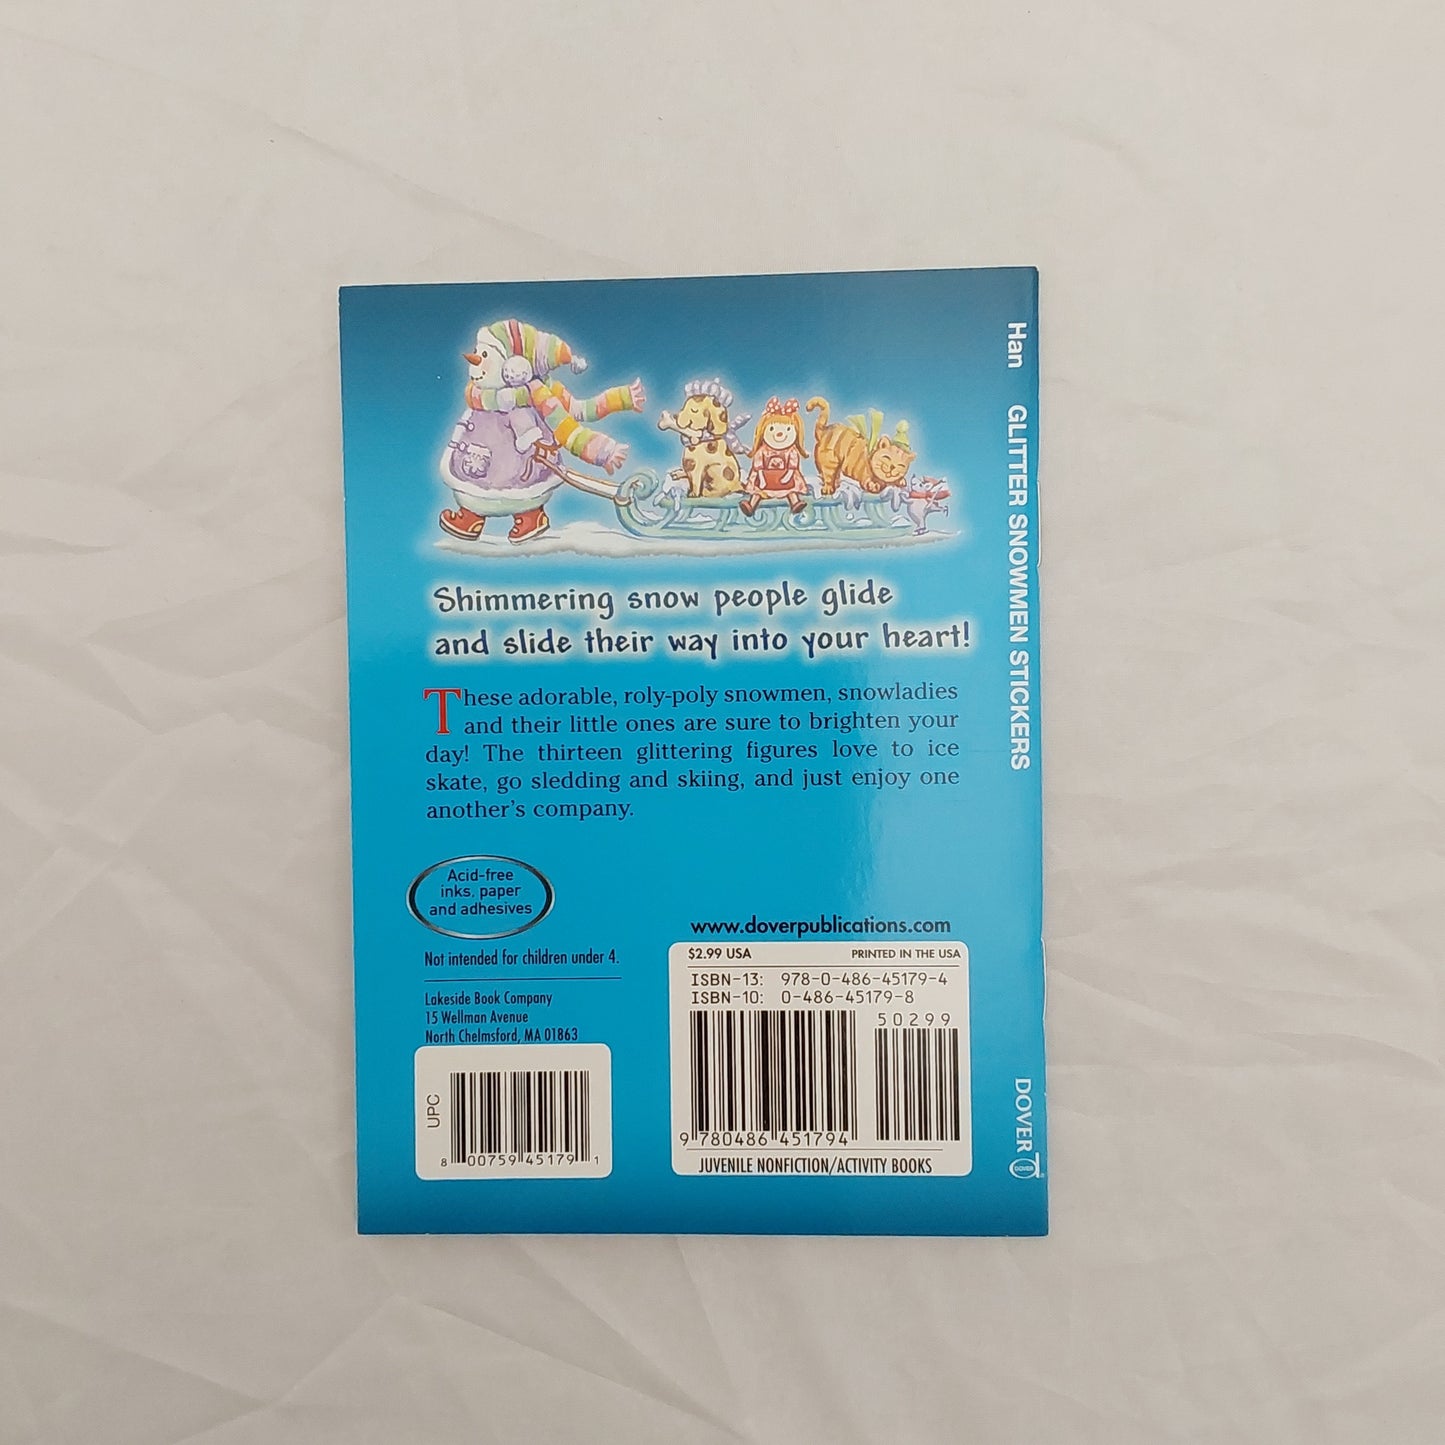 Shimmering snow people glide
and slide their way into your heart!
These adorable, roly-poly snowmen, snowladies
and their little ones are sure to brighten your
day! The thirteen glittering figures love to ice
skate, go sledding and skiing, and just enjoy one
another's company.
Acid-free
inks, paper
and adhesives
Not intended for children under 4.
Lakeside Book Company
15 Wellman Avenue
North Chelmsford, MA 01863
UPC
8 00759 45179 1
www.doverpublications.com
$2.99 USA PRINTED IN THE USA
ISBN-13: 978-0-486-45179-4
ISBN-10: 0-486-45179-8
50299
9 780486 451794
JUVENILE NONFICTION/ACTIVITY BOOKS
Han GLITTER SNOWMEN STICKERS DOVER
DOVER